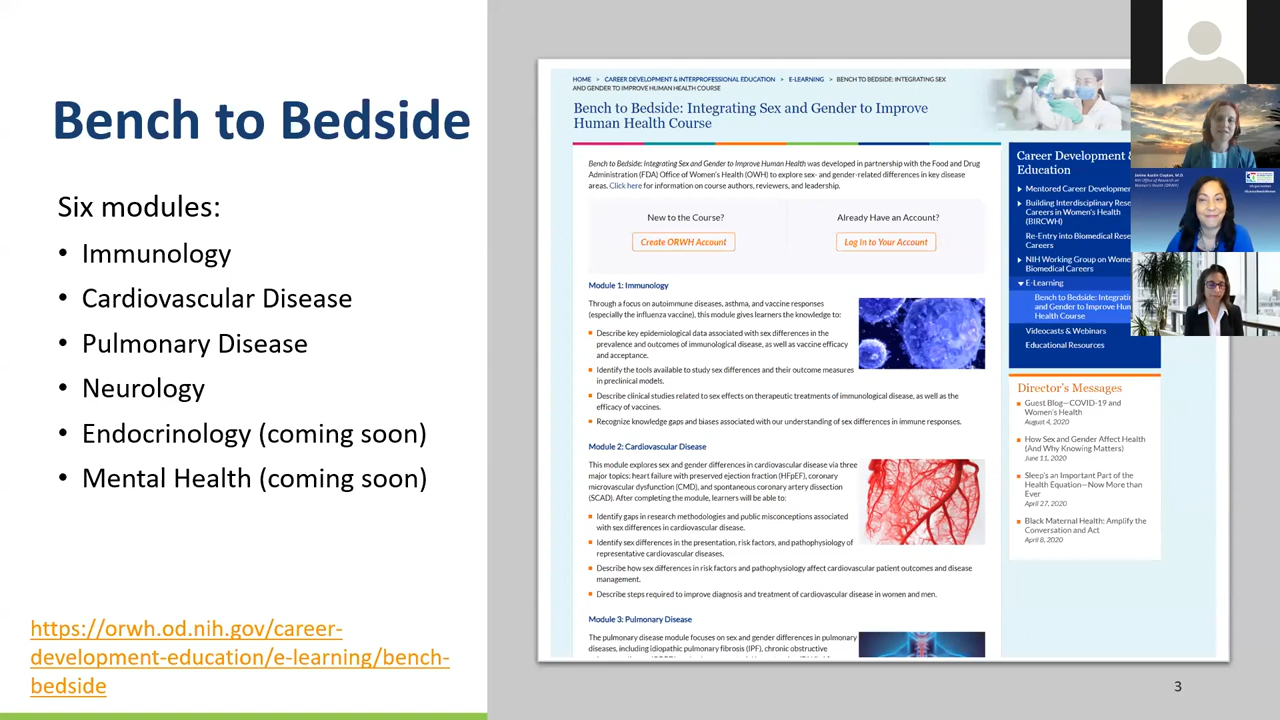 Bench to Bedside
Six modules:
• Immunology
• Cardiovascular Disease
• Pulmonary Disease
• Neurology
• Endocrinology (coming soon)
• Mental Health (coming soon)
https://orwh.od.nih.gov/career-
development-education/e-learning/bench-
bedside
HOME > CAREER DEVELOPMENT & INTERPROFESSIONAL EDUCATION > E-LEARNING > BENCH TO BEDSIDE: INTEGRATING SEX
AND GENDER TO IMPROVE HUMAN HEALTH COURSE
Bench to Bedside: Integrating Sex and Gender to Improve
Human Health Course
Bench to Bedside: Integrating Sex and Gender to Improve Human Health was developed in partnership with the Food and Drug
Administration (FDA) Office of Women's Health (OWH) to explore sex- and gender-related differences in key disease
areas. Click here for information on course authors, reviewers, and leadership.
New to the Course?
Create ORWH Account
Already Have an Account?
Log in to Your Account
Module 1: Immunology
Through a focus on autoimmune diseases, asthma, and vaccine responses
(especially the influenza vaccine), this module gives learners the knowledge to:
Describe key epidemiological data associated with sex differences in the
prevalence and outcomes of immunological disease, as well as vaccine efficacy
and acceptance.
Identify the tools available to study sex differences and their outcome measures
in preclinical models.
Describe clinical studies related to sex effects on therapeutic treatments of immunological disease, as well as the
efficacy of vaccines.
Recognize knowledge gaps and biases associated with our understanding of sex differences in immune responses.
Module 2: Cardiovascular Disease
This module explores sex and gender differences in cardiovascular disease via three
major topics: heart failure with preserved ejection fraction (HFpEF), coronary
microvascular dysfunction (CMD), and spontaneous coronary artery dissection
(SCAD). After completing the module, learners will be able to:
Identify gaps in research methodologies and public misconceptions associated
with sex differences in cardiovascular disease.
Identify sex differences in the presentation, risk factors, and pathophysiology of
representative cardiovascular diseases.
Describe how sex differences in risk factors and pathophysiology affect cardiovascular patient outcomes and disease
management.
Describe steps required to improve diagnosis and treatment of cardiovascular disease in women and men.
Module 3: Pulmonary Disease
The pulmonary disease module focuses on sex and gender differences in pulmonary
diseases, including idiopathic pulmonary fibrosis (IPF), chronic obstructive
Career Development &
Education
Mentored Career Developmen
Building Interdisciplinary Rese
Careers in Women's Health
(BIRCWH)
Re-Entry into Biomedical Rese
Careers
NIH Working Group on Wome
Biomedical Careers
E-Learning
Bench to Bedside: Integratin
and Gender to Improve Hum
Health Course
Videocasts & Webinars
Educational Resources
Director's Messages
Guest Blog—COVID-19 and
Women's Health
August 4, 2020
How Sex and Gender Affect Health
(And Why Knowing Matters)
June 11, 2020
Sleep's an Important Part of the
Health Equation—Now More than
Ever
April 27, 2020
Black Maternal Health: Amplify the
Conversation and Act
April 8, 2020
Janine Austin Clayton, M.D.
NIH Office of Research on
Women's Health (ORWH)
3